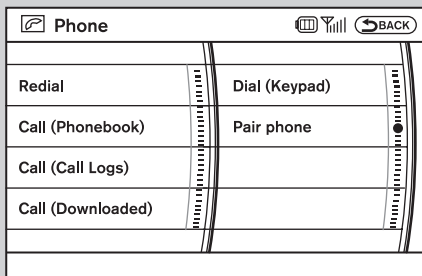 Phone
BACK
Redial
Call (Phonebook)
Call (Call Logs)
Call (Downloaded)
Dial (Keypad)
Pair phone